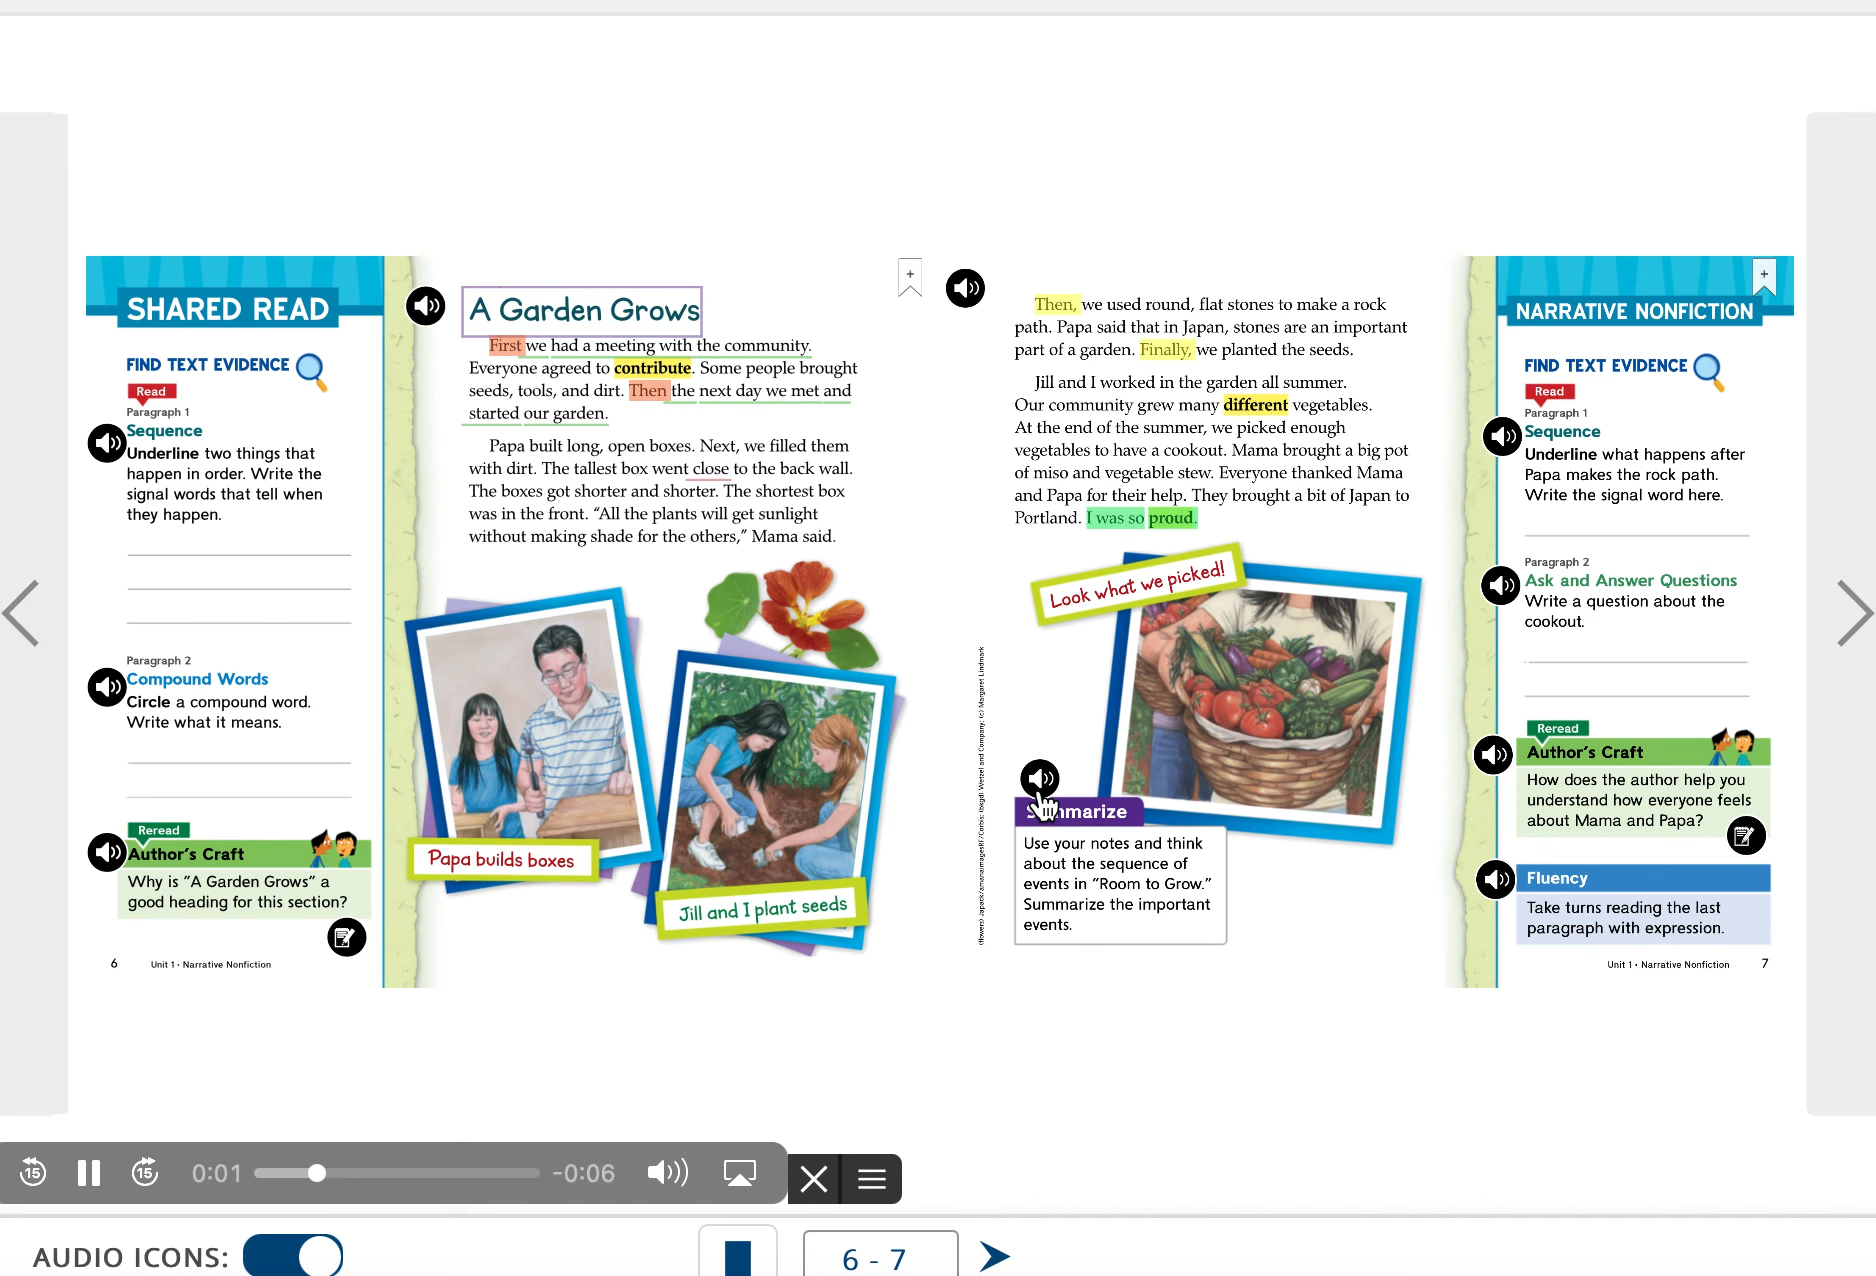 SHARED READ
FIND TEXT EVIDENCE
Read
Paragraph 1
Sequence
Underline two things that
happen in order. Write the
signal words that tell when
they happen.
Paragraph 2
Compound Words
Circle a compound word.
Write what it means.
Reread
Author's Craft
Why is "A Garden Grows" a
good heading for this section?
6 Unit 1 · Narrative Nonfiction
A Garden Grows
First we had a meeting with the community.
Everyone agreed to contribute. Some people brought
seeds, tools, and dirt. Then the next day we met and
started our garden.
Papa built long, open boxes. Next, we filled them
with dirt. The tallest box went close to the back wall.
The boxes got shorter and shorter. The shortest box
was in the front. “All the plants will get sunlight
without making shade for the others,” Mama said.
Papa builds boxes
Jill and I plant seeds
Then, we used round, flat stones to make a rock
path. Papa said that in Japan, stones are an important
part of a garden. Finally, we planted the seeds.
Jill and I worked in the garden all summer.
Our community grew many different vegetables.
At the end of the summer, we picked enough
vegetables to have a cookout. Mama brought a big pot
of miso and vegetable stew. Everyone thanked Mama
and Papa for their help. They brought a bit of Japan to
Portland. I was so proud.
Look what we picked!
Summarize
Use your notes and think
about the sequence of
events in “Room to Grow.”
Summarize the important
events.
NARRATIVE NONFICTION
FIND TEXT EVIDENCE
Read
Paragraph 1
Sequence
Underline what happens after
Papa makes the rock path.
Write the signal word here.
Paragraph 2
Ask and Answer Questions
Write a question about the
cookout.
Reread
Author's Craft
How does the author help you
understand how everyone feels
about Mama and Papa?
Fluency
Take turns reading the last
paragraph with expression.
Unit 1 · Narrative Nonfiction 7
15 15 0:01 -0:06
AUDIO ICONS: 6 - 7